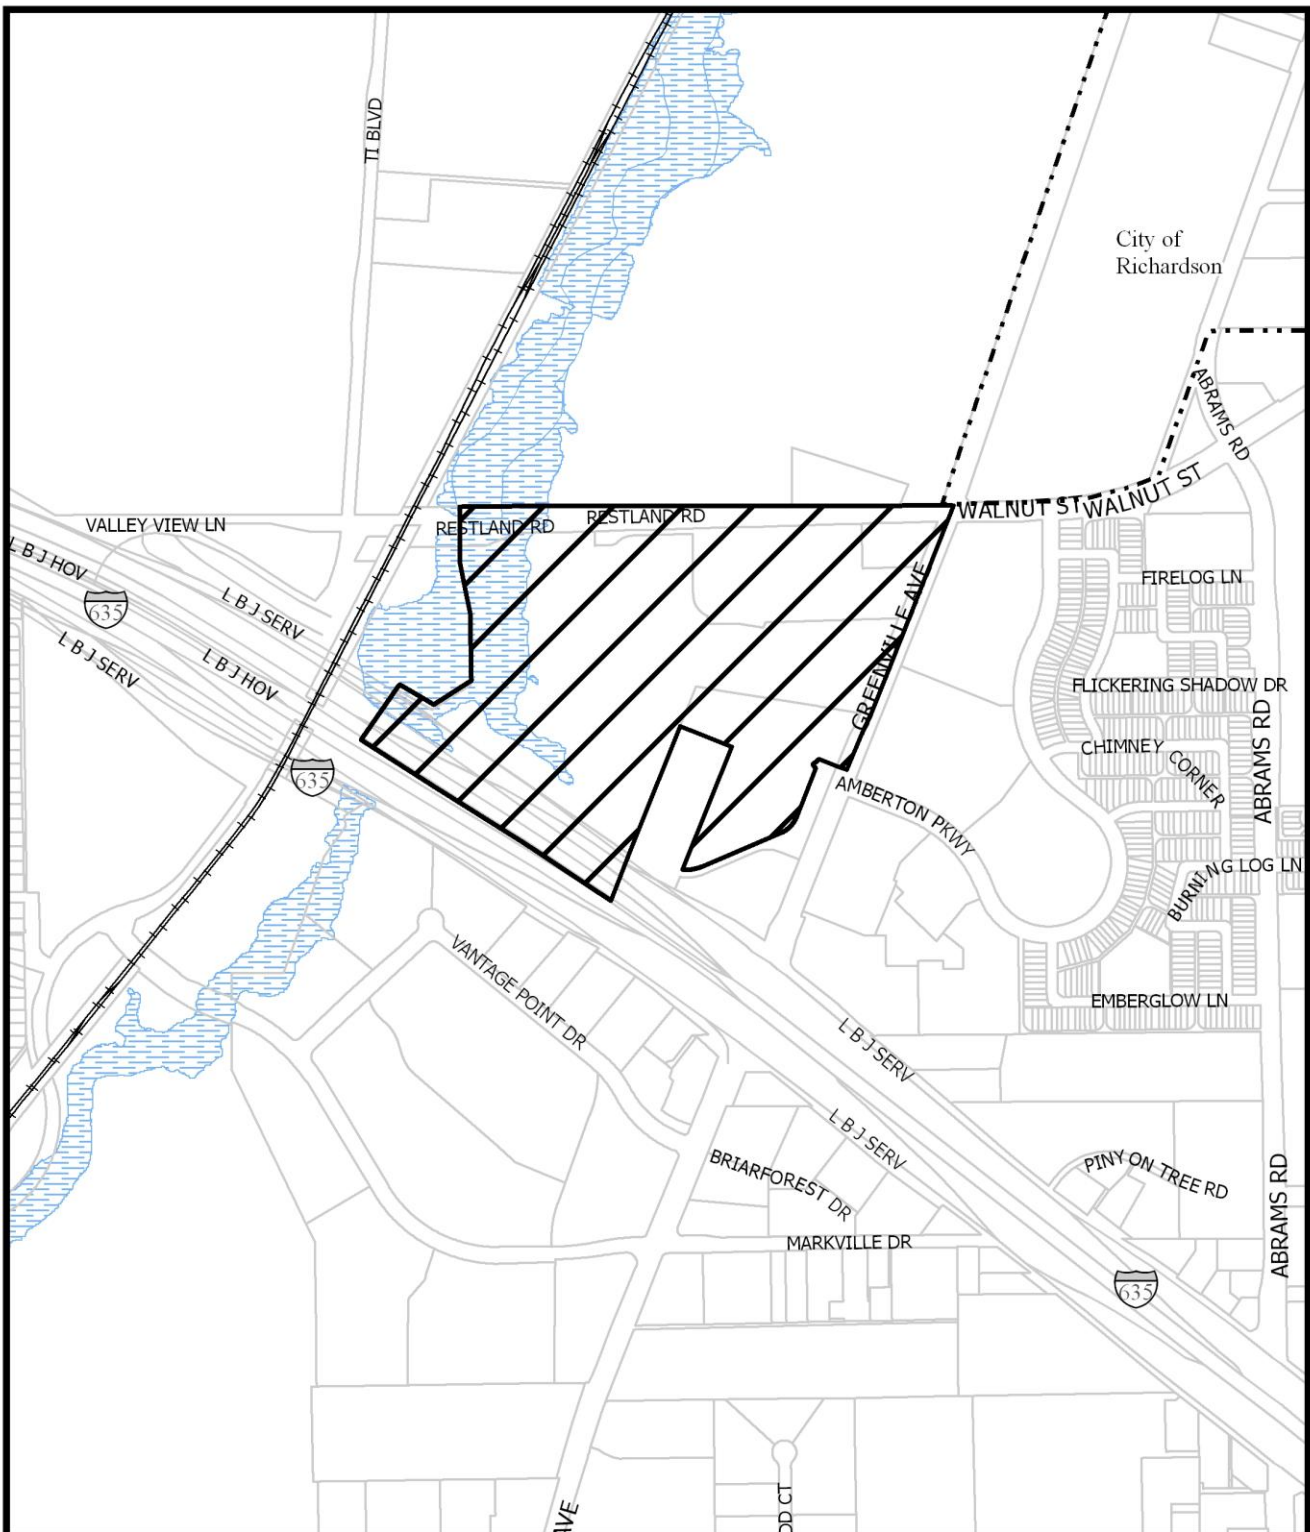 TI BLVD
City of
Richardson
ABRAMS RD
WALNUT ST
WALNUT ST
RESTLAND RD
RESTLAND RD
VALLEY VIEW LN
L B J HOV
635
L B J SERV
L B J SERV
L B J HOV
FIRELOG LN
GREENVILLE AVE
FLICKERING SHADOW DR
ABRAMS RD
CHIMNEY CORNER
635
AMBERTON PKWY
BURNING LOG LN
VANTAGE POINT DR
EMBERGLOW LN
L B J SERV
L B J SERV
BRIARFOREST DR
PINYON TREE RD
ABRAMS RD
MARKVILLE DR
635
AVE
OD CT